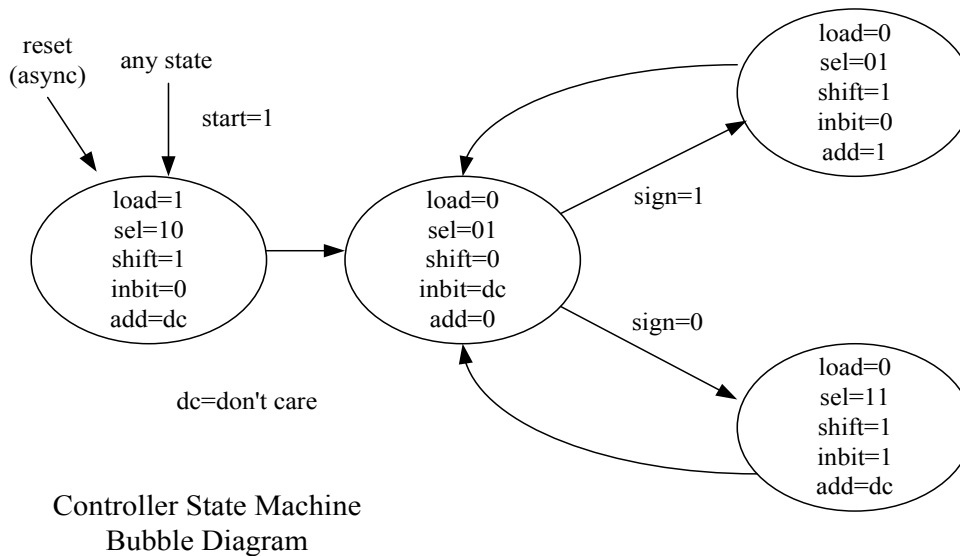 reset
(async)
any state
start=1
load=1
sel=10
shift=1
inbit=0
add=dc
load=0
sel=01
shift=0
inbit=dc
add=0
sign=1
load=0
sel=01
shift=1
inbit=0
add=1
sign=0
load=0
sel=11
shift=1
inbit=1
add=dc
dc=don't care
Controller State Machine
Bubble Diagram